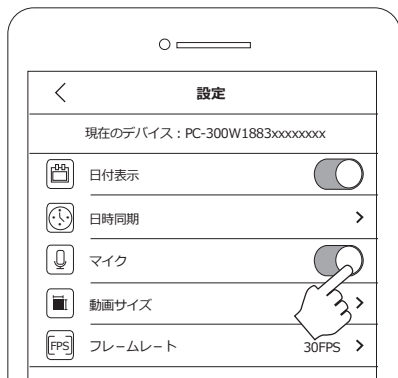 設定
現在のデバイス：PC-300W1883xxxxxxxx
日付表示
日時同期
マイク
動画サイズ
FPS フレームレート 30FPS